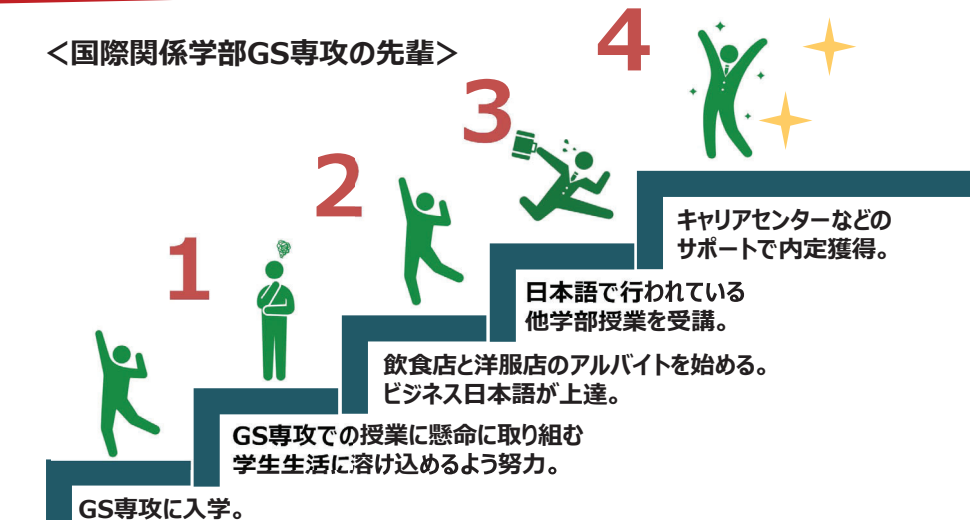 ＜国際関係学部GS専攻の先輩＞
4
3
2
1
キャリアセンターなどの
サポートで内定獲得。
日本語で行われている
他学部授業を受講。
飲食店と洋服店のアルバイトを始める。
ビジネス日本語が上達。
GS専攻での授業に懸命に取り組む
学生生活に溶け込めるよう努力。
GS専攻に入学。